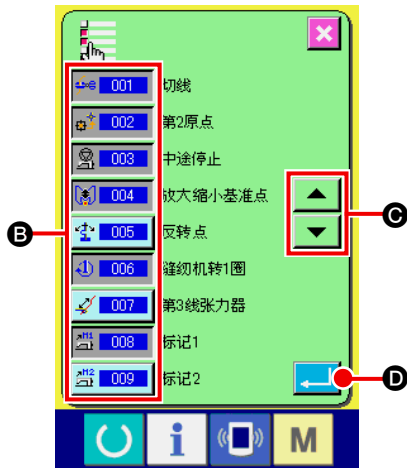 001 切线
002 第2原点
003 中途停止
004 放大缩小基准点
B 005 反转点 C
006 缝纫机转1圈
007 第3线张力器
M1 008 标记1
M2 009 标记2 D
i M